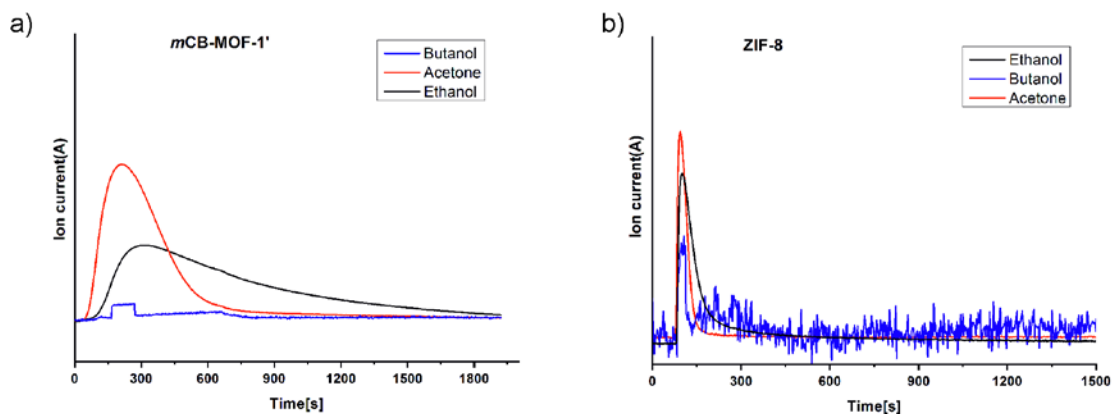 a)
mCB-MOF-1'
Butanol
Acetone
Ethanol
Ion current(A)
0 300 600 900 1200 1500 1800
Time[s]
b)
ZIF-8
Ethanol
Butanol
Acetone
Ion current(A)
0 300 600 900 1200 1500
Time[s]